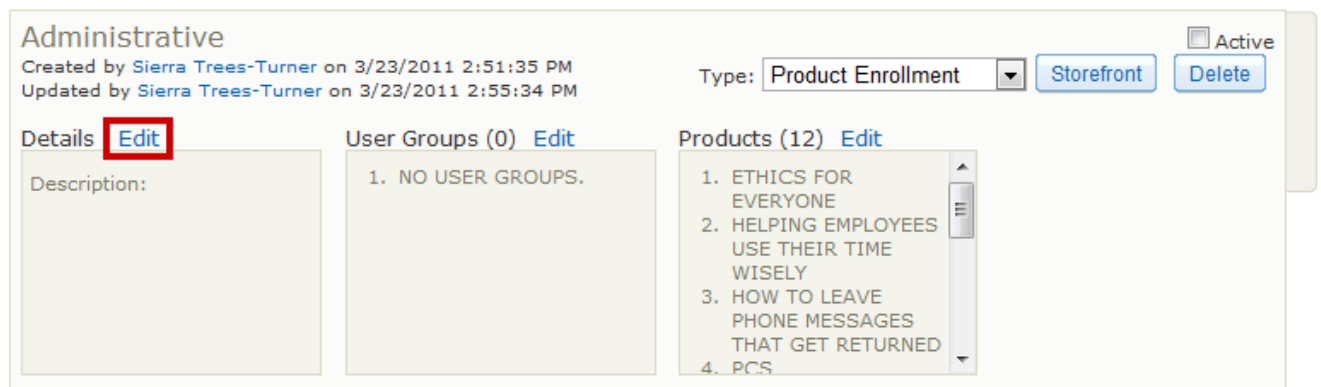 Administrative
Active
Created by Sierra Trees-Turner on 3/23/2011 2:51:35 PM
Updated by Sierra Trees-Turner on 3/23/2011 2:55:34 PM
Type: Product Enrollment Storefront Delete
Details Edit
Description:
User Groups (0) Edit
1. NO USER GROUPS.
Products (12) Edit
1. ETHICS FOR
EVERYONE
2. HELPING EMPLOYEES
USE THEIR TIME
WISELY
3. HOW TO LEAVE
PHONE MESSAGES
THAT GET RETURNED
4. PCS